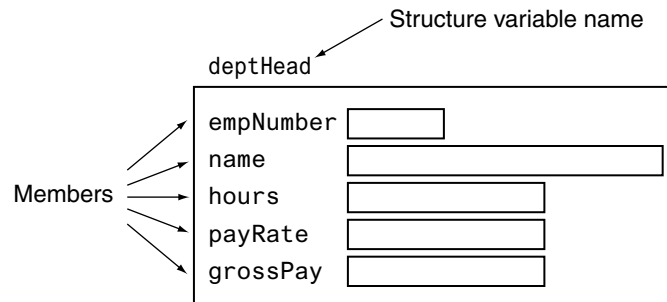 Structure variable name
deptHead
empNumber
name
Members
hours
payRate
grossPay